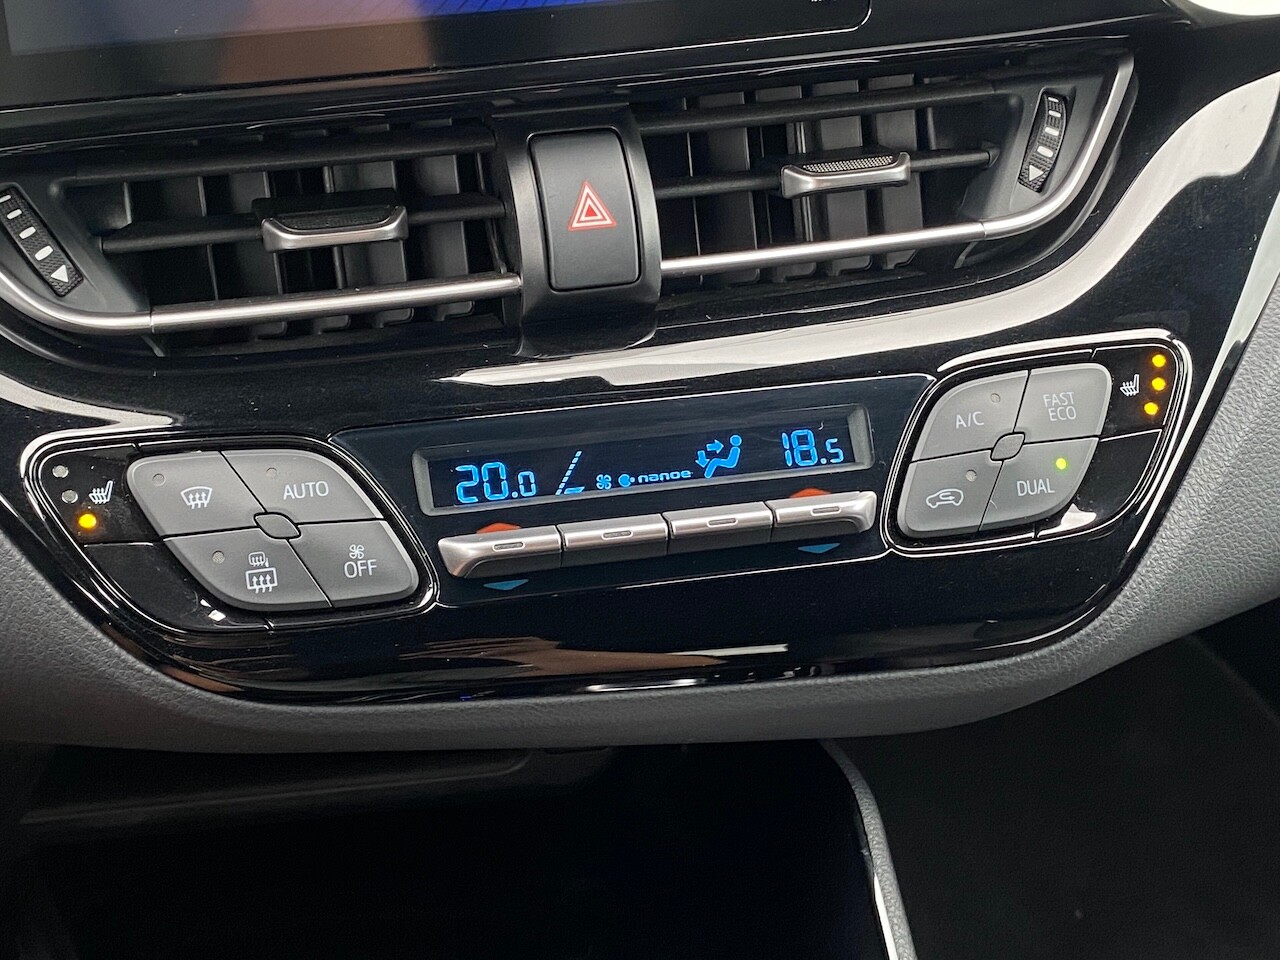 20.0
nanoe
18.5
AUTO
OFF
A/C
FAST
ECO
DUAL